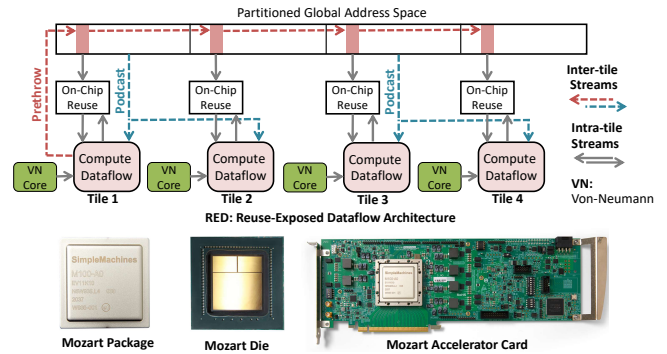 Partitioned Global Address Space
Prethrow
On-Chip
Reuse
Podcast
On-Chip
Reuse
On-Chip
Reuse
Podcast
On-Chip
Reuse
Inter-tile
Streams
Intra-tile
Streams
VN:
Von-Neumann
VN
Core
Compute
Dataflow
VN
Core
Compute
Dataflow
VN
Core
Compute
Dataflow
VN
Core
Compute
Dataflow
Tile 1
Tile 2
Tile 3
Tile 4
RED: Reuse-Exposed Dataflow Architecture
SimpleMachines
M100-A0
Mozart Package
Mozart Die
SimpleMachines
Mozart Accelerator Card